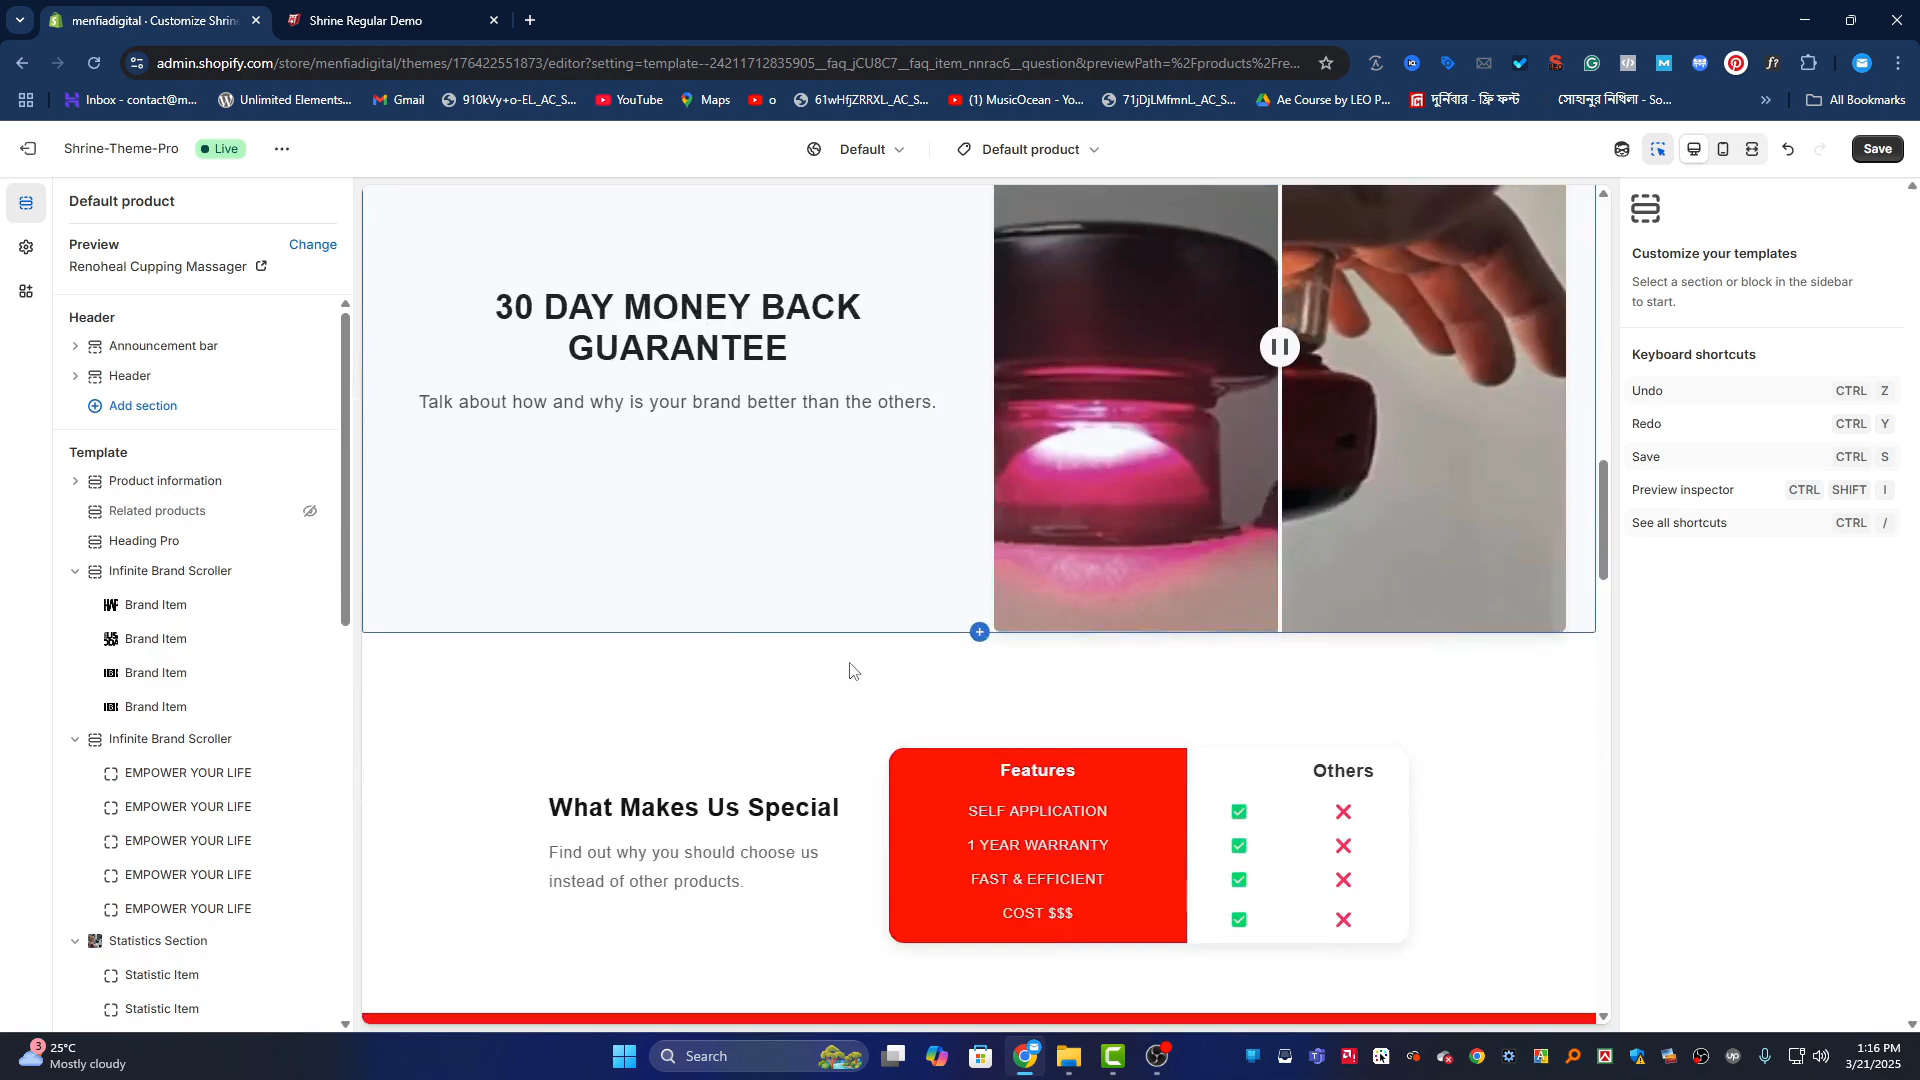 menfiadigital · Customize Shrin
Shrine Regular Demo
admin.shopify.com/store/menfiadigital/themes/176422551873/editor?setting=template--24211712835905__faq_jCU8C7__faq_item_nnrac6__question&previewPath=%2Fproducts%2Fre...
Inbox - contact@m...
Unlimited Elements...
Gmail
910kVy+o-EL_AC_S...
YouTube
Maps
o
61wHfjZRRXL_AC_S...
(1) MusicOcean - Yo...
71jDjLMfmnL_AC_S...
Ae Course by LEO P...
দুর্নিবার - ফ্রি ফন্ট
সোহানুর নিথিলা - So...
»
All Bookmarks
Shrine-Theme-Pro
Live
Default
Default product
Save
Default product
Preview
Change
Renoheal Cupping Massager
Header
Announcement bar
Header
Add section
Template
Product information
Related products
Heading Pro
Infinite Brand Scroller
Brand Item
Brand Item
Brand Item
Brand Item
Infinite Brand Scroller
EMPOWER YOUR LIFE
EMPOWER YOUR LIFE
EMPOWER YOUR LIFE
EMPOWER YOUR LIFE
EMPOWER YOUR LIFE
Statistics Section
Statistic Item
Statistic Item
30 DAY MONEY BACK
GUARANTEE
Talk about how and why is your brand better than the others.
What Makes Us Special
Find out why you should choose us
instead of other products.
Features
Others
SELF APPLICATION
1 YEAR WARRANTY
FAST & EFFICIENT
COST $$$
Customize your templates
Select a section or block in the sidebar
to start.
Keyboard shortcuts
Undo CTRL Z
Redo CTRL Y
Save CTRL S
Preview inspector CTRL SHIFT I
See all shortcuts CTRL /
3
25°C
Mostly cloudy
Search
1:16 PM
3/21/2025